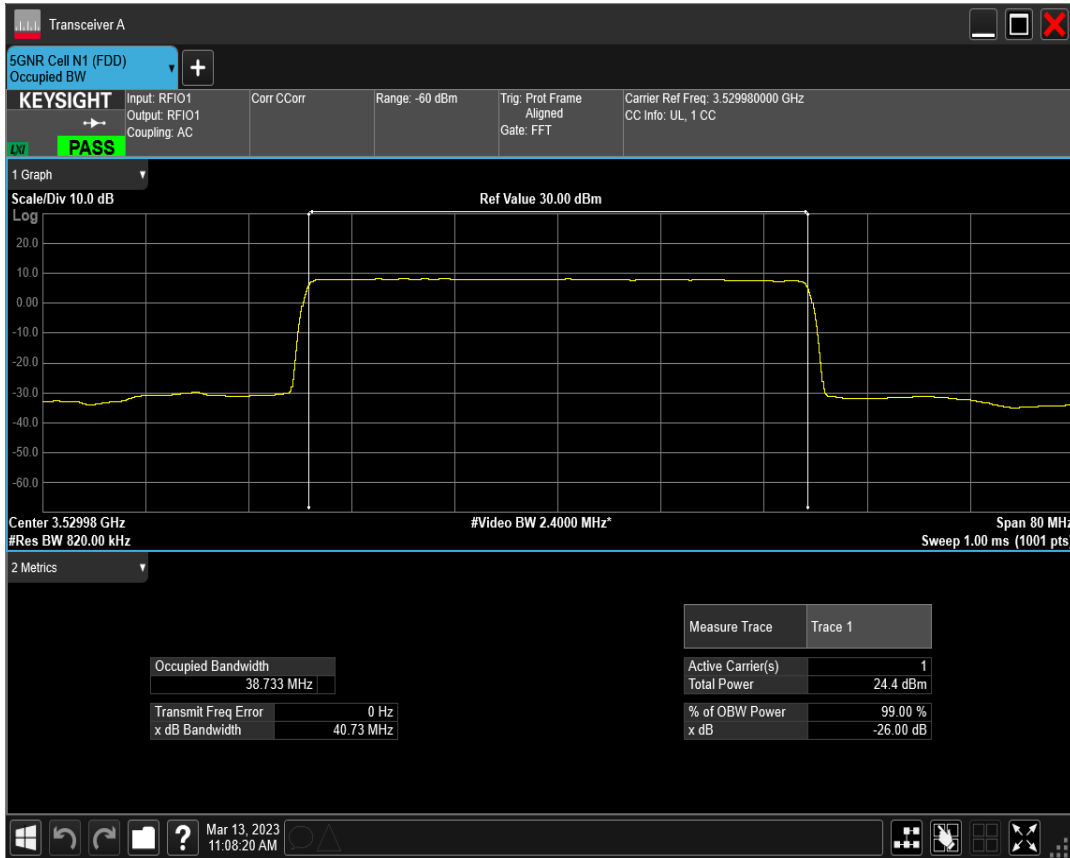 Transceiver A
5GNR Cell N1 (FDD)
Occupied BW
+
KEYSIGHT
LXI
PASS
Input: RFIO1
Output: RFIO1
Coupling: AC
Corr CCorr
Range: -60 dBm
Trig: Prot Frame
Aligned
Gate: FFT
Carrier Ref Freq: 3.529980000 GHz
CC Info: UL, 1 CC
1 Graph
Scale/Div 10.0 dB
Ref Value 30.00 dBm
Log
20.0
10.0
0.00
-10.0
-20.0
-30.0
-40.0
-50.0
-60.0
Center 3.52998 GHz
#Video BW 2.4000 MHz*
Span 80 MHz
#Res BW 820.00 kHz
Sweep 1.00 ms (1001 pts)
2 Metrics
Measure Trace Trace 1
Occupied Bandwidth
38.733 MHz
Active Carrier(s) 1
Total Power 24.4 dBm
Transmit Freq Error 0 Hz
x dB Bandwidth 40.73 MHz
% of OBW Power 99.00 %
x dB -26.00 dB
?
Mar 13, 2023
11:08:20 AM